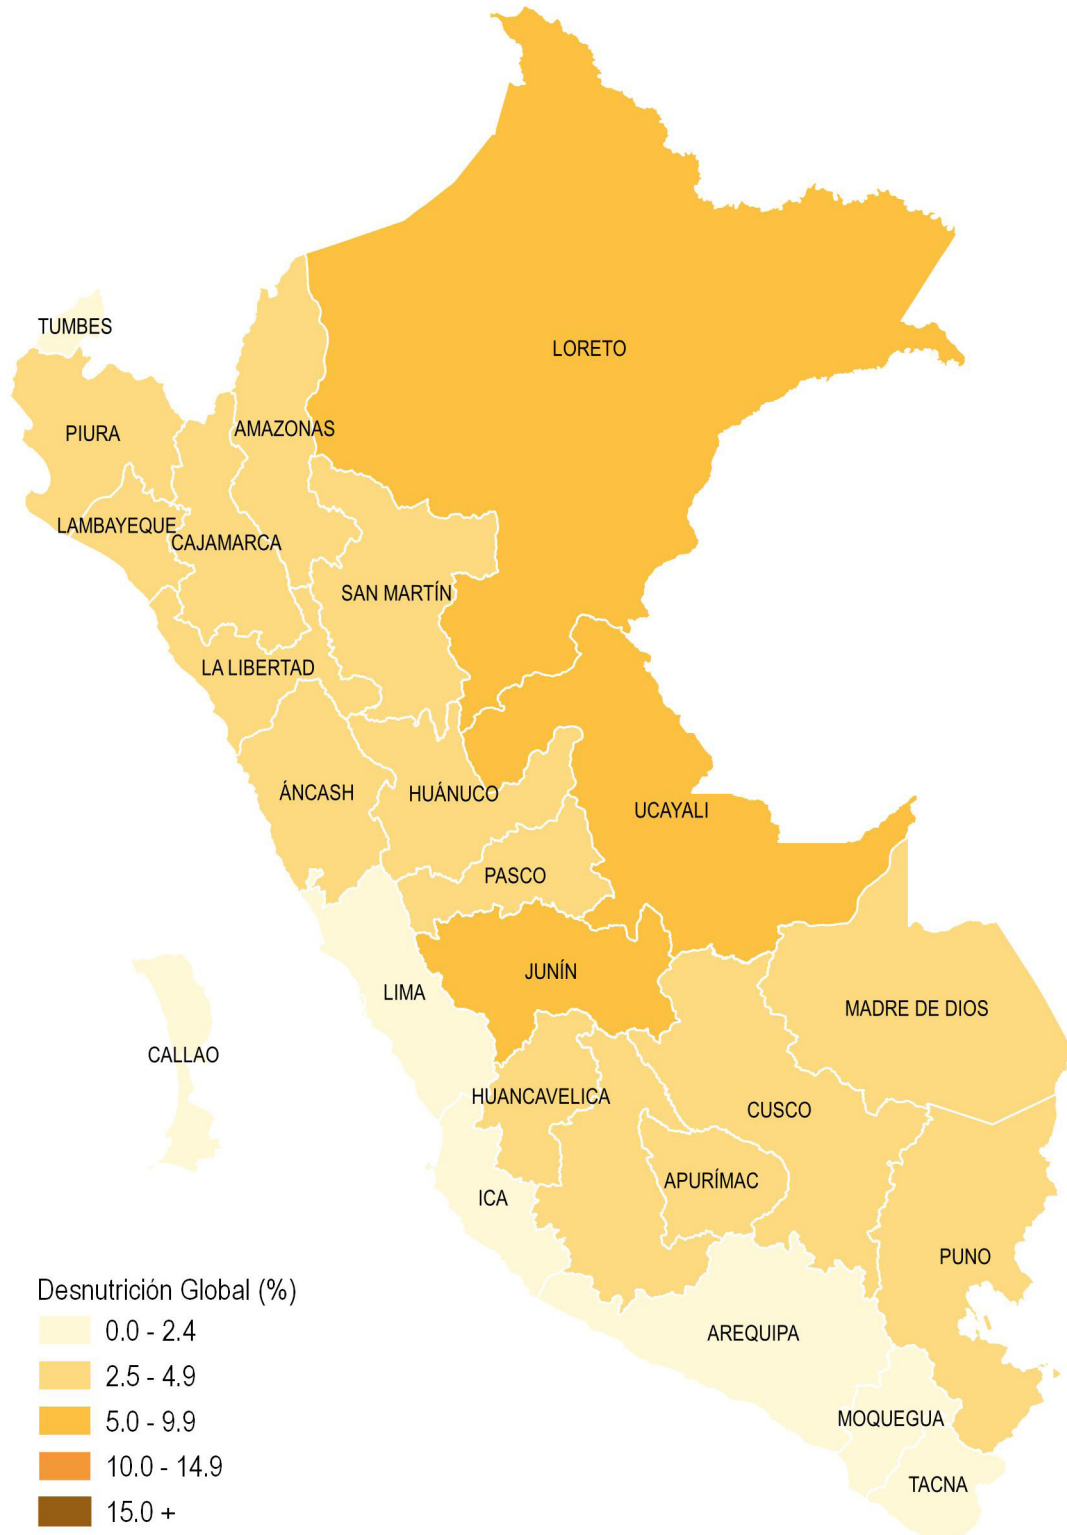 TUMBES
LORETO
PIURA
AMAZONAS
LAMBAYEQUE
CAJAMARCA
SAN MARTÍN
LA LIBERTAD
ÁNCASH
HUÁNUCO
UCAYALI
PASCO
JUNÍN
LIMA
MADRE DE DIOS
CALLAO
HUANCAVELICA
CUSCO
APURÍMAC
ICA
PUNO
AREQUIPA
MOQUEGUA
TACNA
Desnutrición Global (%)
0.0 - 2.4
2.5 - 4.9
5.0 - 9.9
10.0 - 14.9
15.0 +